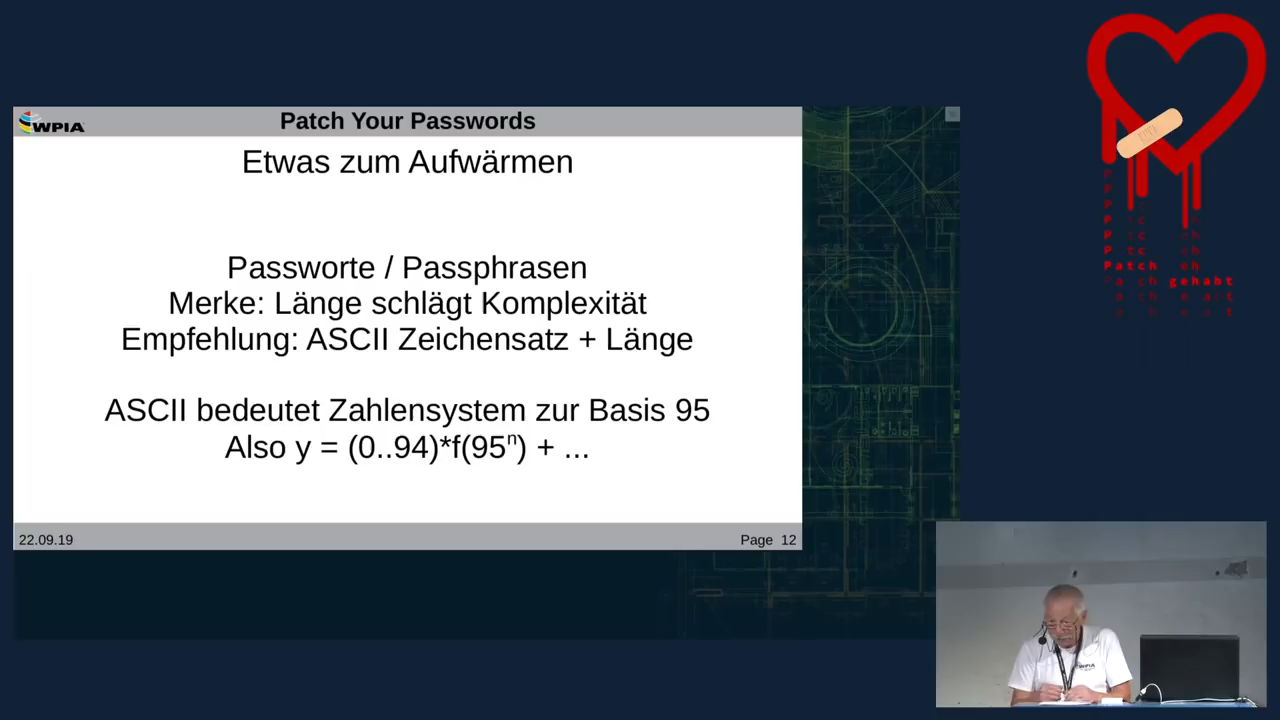 WPIA
Patch Your Passwords
Etwas zum Aufwärmen
Passworte / Passphrasen
Merke: Länge schlägt Komplexität
Empfehlung: ASCII Zeichensatz + Länge
ASCII bedeutet Zahlensystem zur Basis 95
Also y = (0..94)*f(95ⁿ) + ...
22.09.19
Page 12
Patch
gehabt
WPIA